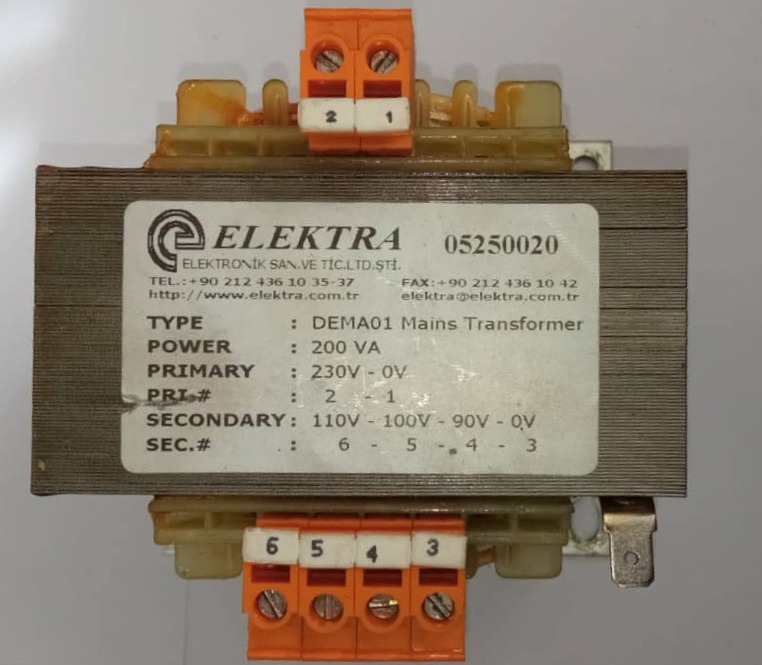 2 1
ELEKTRA 05250020
ELEKTRONİK SAN.VE TİC.LTD.ŞTİ.
TEL.:+90 212 436 10 35-37 FAX:+90 212 436 10 42
http://www.elektra.com.tr elektra@elektra.com.tr
TYPE : DEMA01 Mains Transformer
POWER : 200 VA
PRIMARY : 230V - 0V
PRI.# : 2 - 1
SECONDARY : 110V - 100V - 90V - 0V
SEC.# : 6 - 5 - 4 - 3
6 5 4 3